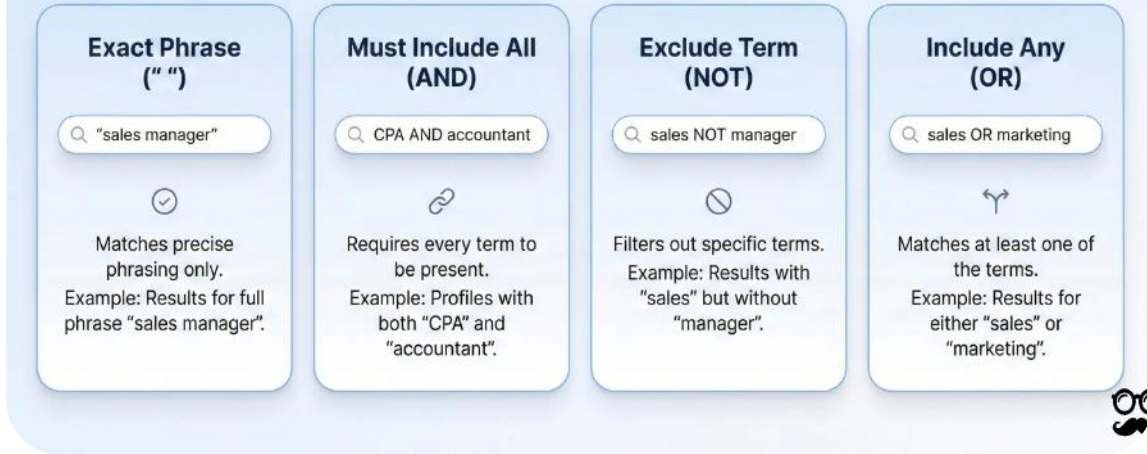 Exact Phrase
(“ “)
“sales manager”
Matches precise
phrasing only.
Example: Results for full
phrase “sales manager”.
Must Include All
(AND)
CPA AND accountant
Requires every term to
be present.
Example: Profiles with
both “CPA” and
“accountant”.
Exclude Term
(NOT)
sales NOT manager
Filters out specific terms.
Example: Results with
“sales” but without
“manager”.
Include Any
(OR)
sales OR marketing
Matches at least one of
the terms.
Example: Results for
either “sales” or
“marketing”.